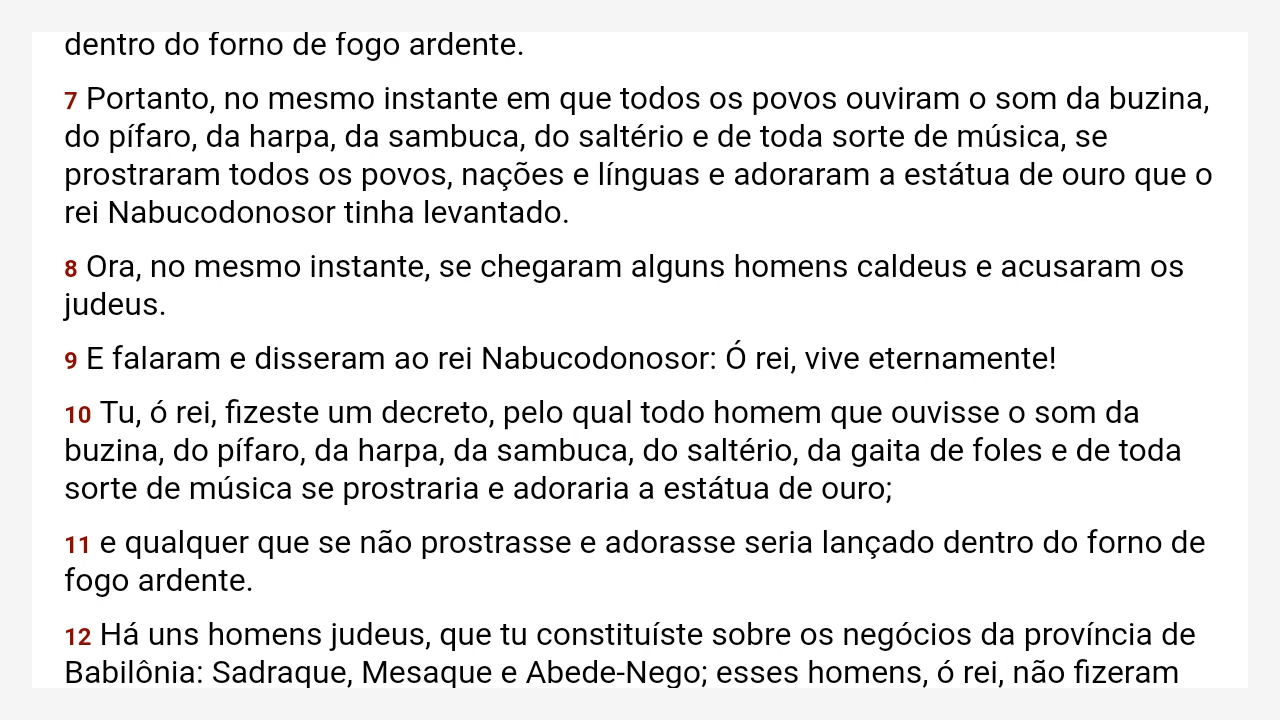 dentro do forno de fogo ardente.
7 Portanto, no mesmo instante em que todos os povos ouviram o som da buzina,
do pífaro, da harpa, da sambuca, do saltério e de toda sorte de música, se
prostraram todos os povos, nações e línguas e adoraram a estátua de ouro que o
rei Nabucodonosor tinha levantado.
8 Ora, no mesmo instante, se chegaram alguns homens caldeus e acusaram os
judeus.
9 E falaram e disseram ao rei Nabucodonosor: Ó rei, vive eternamente!
10 Tu, ó rei, fizeste um decreto, pelo qual todo homem que ouvisse o som da
buzina, do pífaro, da harpa, da sambuca, do saltério, da gaita de foles e de toda
sorte de música se prostraria e adoraria a estátua de ouro;
11 e qualquer que se não prostrasse e adorasse seria lançado dentro do forno de
fogo ardente.
12 Há uns homens judeus, que tu constituíste sobre os negócios da província de
Babilônia: Sadraque, Mesaque e Abede-Nego; esses homens, ó rei, não fizeram